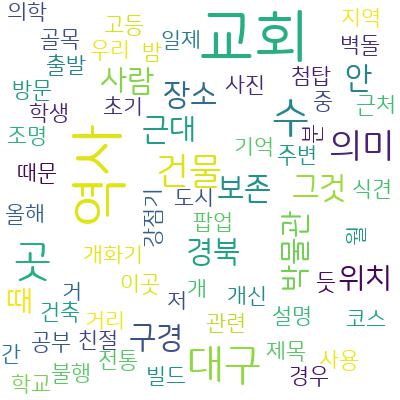 의학
고등
교회
지역
골목
우리
밤
일제
벽돌
출발
사람
사진
첨탑
안
방문
장소
중
근처
학생
초기
수
분
의미
조명
근대
기억
주변
때문
역사
건물
보존
그것
식견
올해
강점기
도시
팝업
박물관
월
개화기
경북
곳
이곳
개
듯
위치
때
거
저
개신
건축
거리
구경
관련
설명
코스
간
공부
친절
대구
제목
사용
전통
학교
불행
빌드
경우